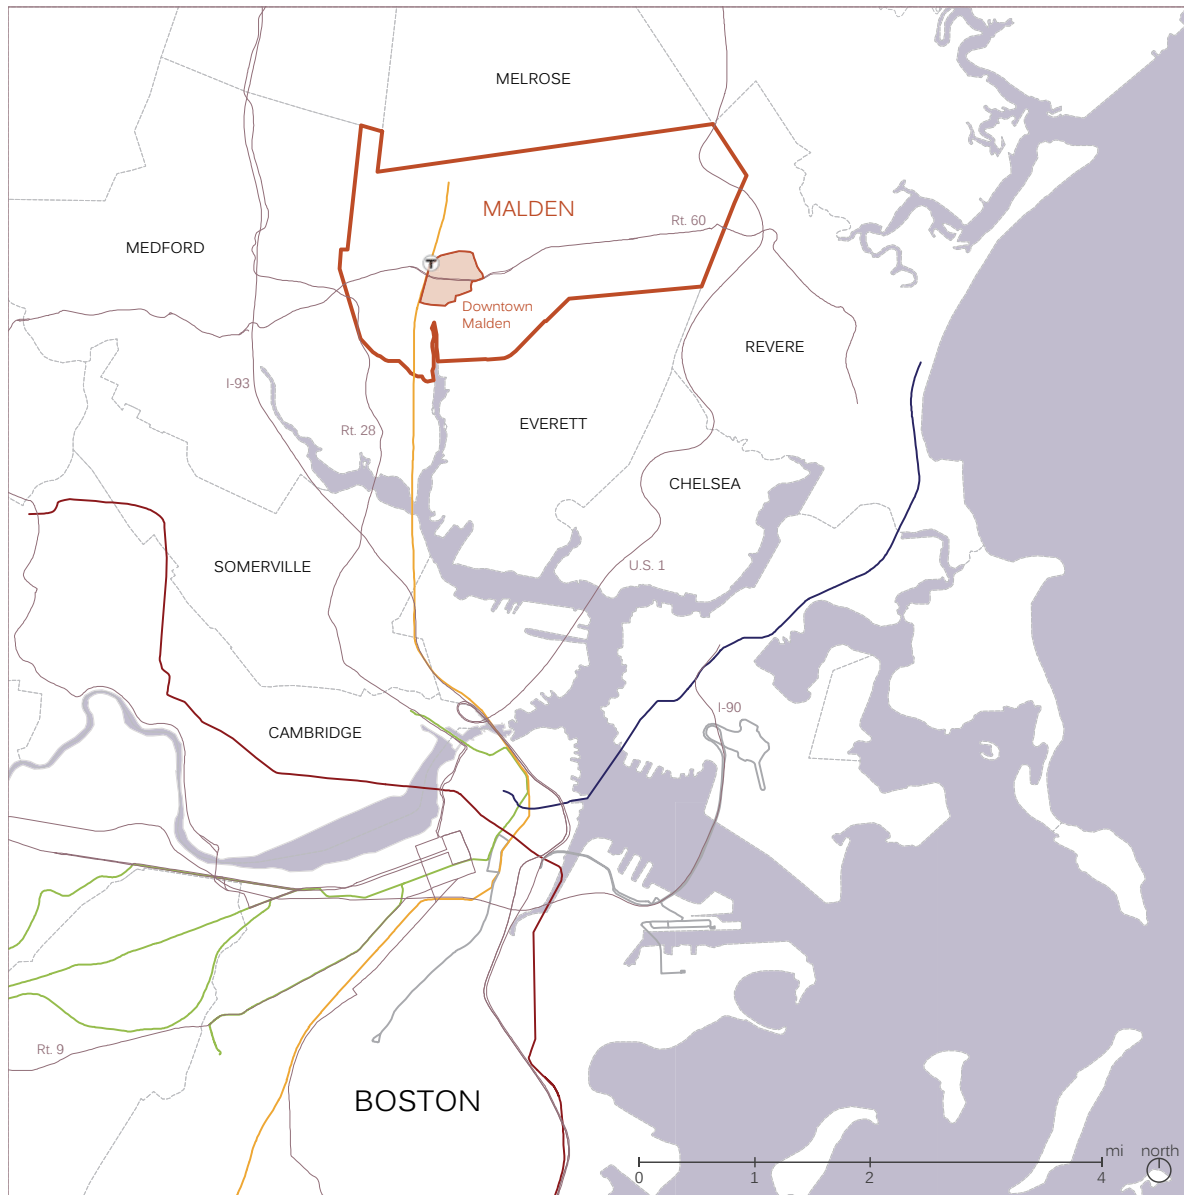 MELROSE
MALDEN
Rt. 60
MEDFORD
T
Downtown
Malden
REVERE
I-93
EVERETT
Rt. 28
CHELSEA
SOMERVILLE
U.S. 1
I-90
CAMBRIDGE
Rt. 9
BOSTON
mi north
0 1 2 4